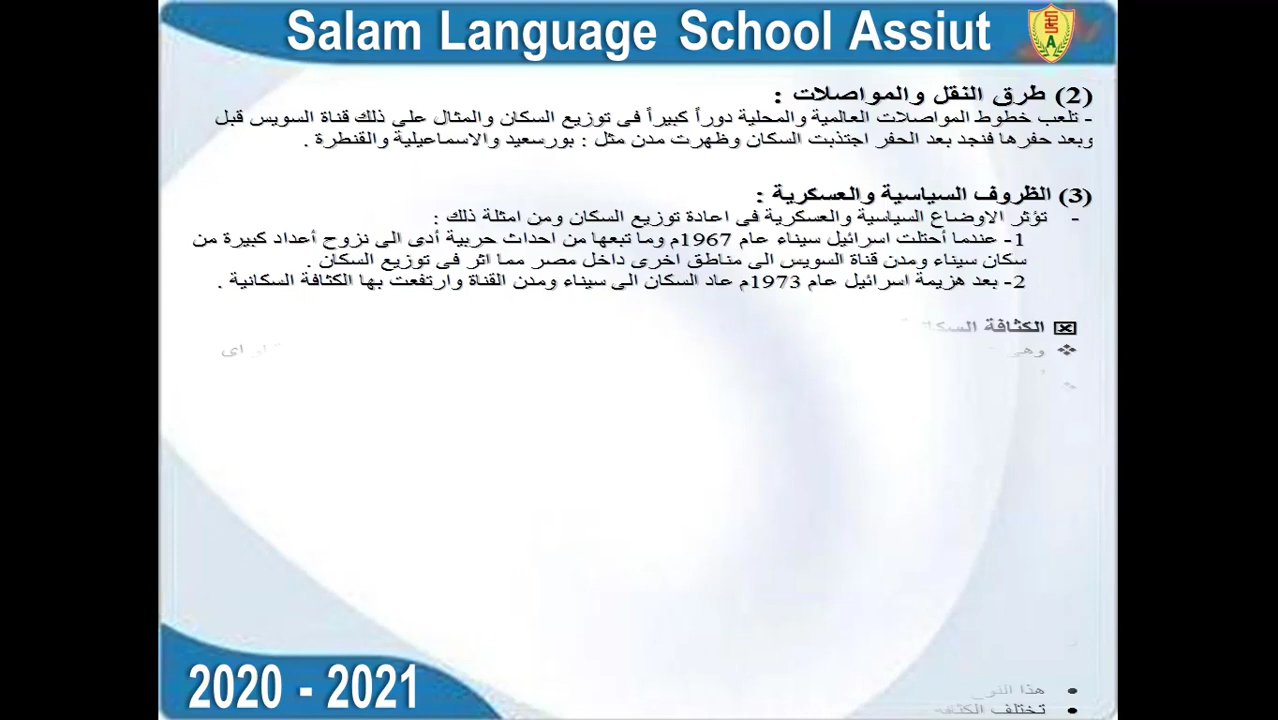 Salam Language School Assiut
(2) طرق النقل والمواصلات :
- تلعب خطوط المواصلات العالمية والمحلية دوراً كبيراً فى توزيع السكان والمثال على ذلك قناة السويس قبل
وبعد حفرها فنجد بعد الحفر اجتذبت السكان وظهرت مدن مثل : بورسعيد والاسماعيلية والقنطرة .
(3) الظروف السياسية والعسكرية :
- تؤثر الاوضاع السياسية والعسكرية فى اعادة توزيع السكان ومن امثلة ذلك :
1- عندما أحتلت اسرائيل سيناء عام 1967م وما تبعها من احداث حربية أدى الى نزوح أعداد كبيرة من
سكان سيناء ومدن قناة السويس الى مناطق اخرى داخل مصر مما اثر فى توزيع السكان .
2- بعد هزيمة اسرائيل عام 1973م عاد السكان الى سيناء ومدن القناة وارتفعت بها الكثافة السكانية .
الكثافة
وهى
هذا
تختلف
2020 - 2021